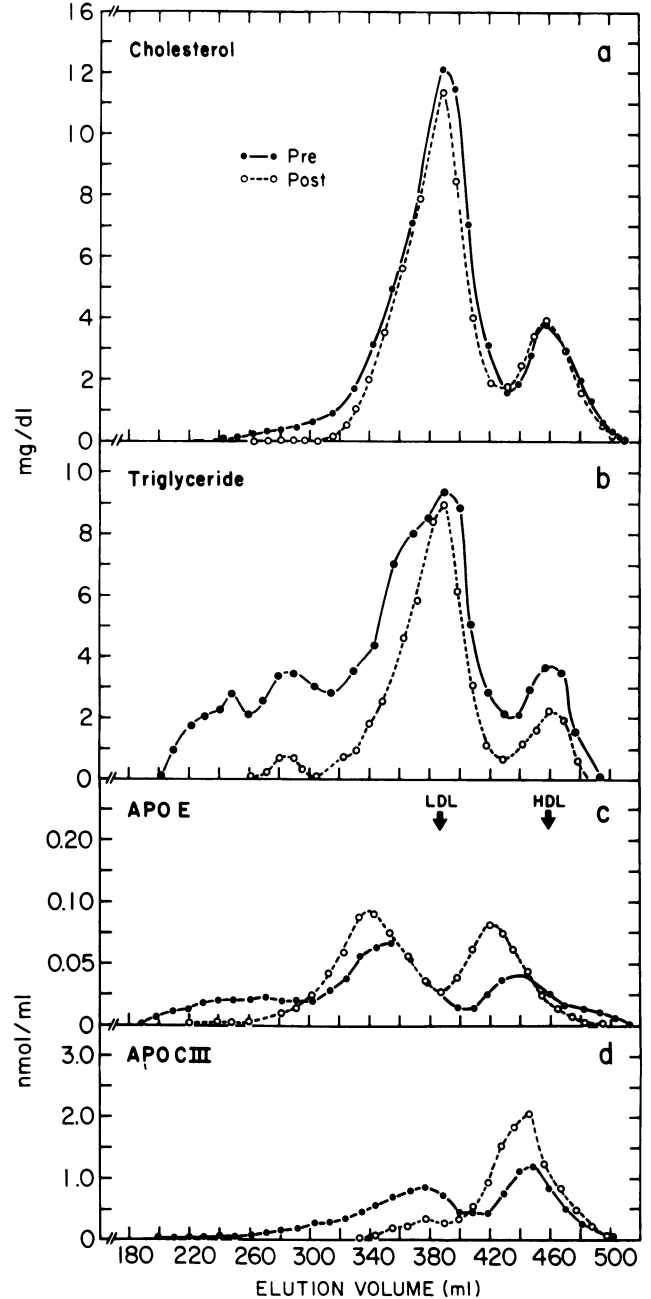 16
Cholesterol
a
14
12
10
Pre
Post
8
6
4
2
0
mg/dl
10
Triglyceride
b
8
6
4
2
0
APO E
LDL
HDL
c
0.20
0.10
0.05
0
nmol/ml
APO CIII
d
3.0
2.0
1.0
0
180 220 260 300 340 380 420 460 500
ELUTION VOLUME (ml)